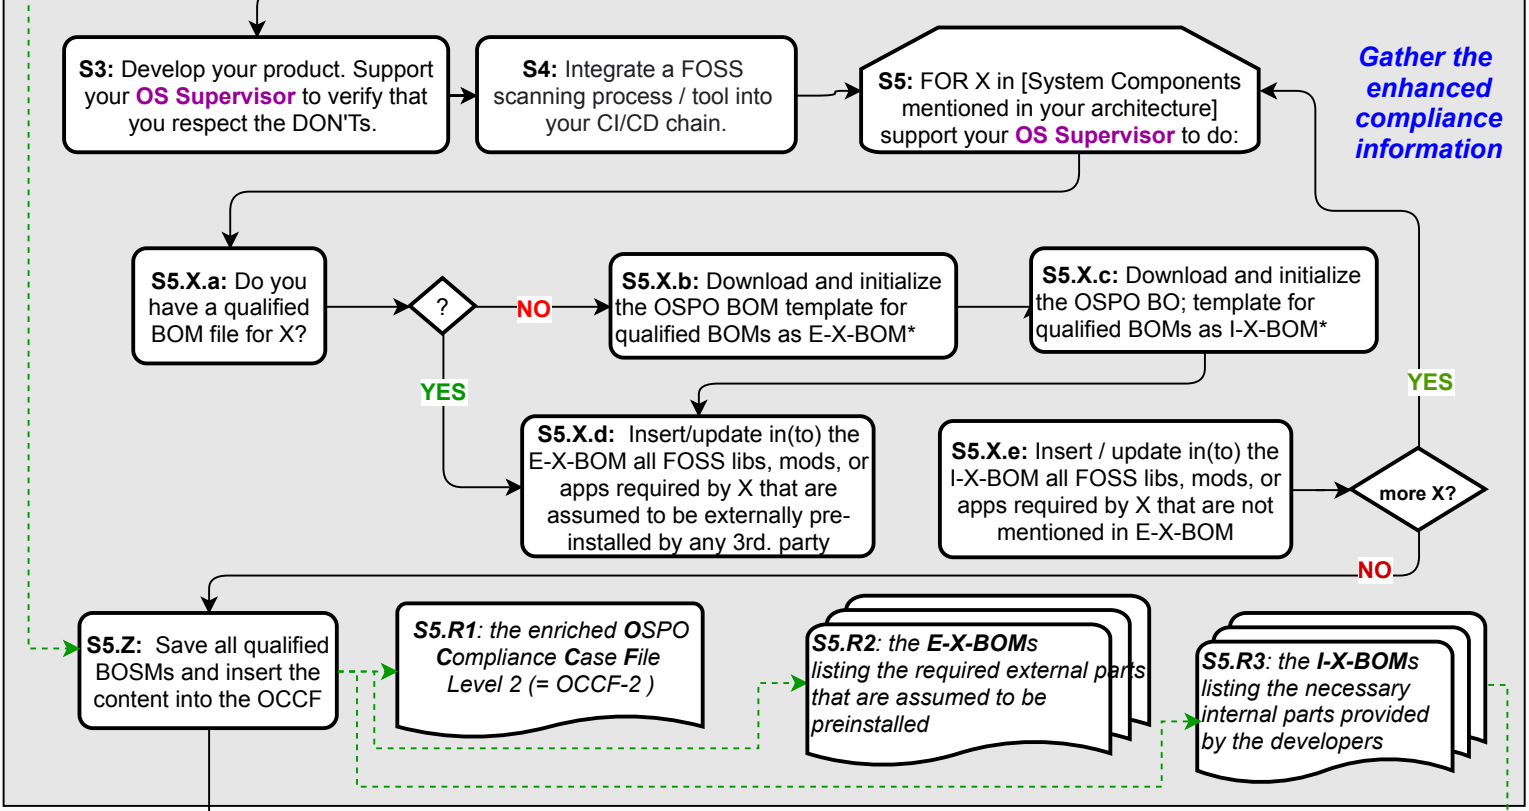 S3: Develop your product. Support
your OS Supervisor to verify that
you respect the DON'Ts.
S4: Integrate a FOSS
scanning process / tool into
your CI/CD chain.
S5: FOR X in [System Components
mentioned in your architecture]
support your OS Supervisor to do:
Gather the
enhanced
compliance
information
S5.X.a: Do you
have a qualified
BOM file for X?
?
NO
S5.X.b: Download and initialize
the OSPO BOM template for
qualified BOMs as E-X-BOM*
S5.X.c: Download and initialize
the OSPO BO; template for
qualified BOMs as I-X-BOM*
YES
YES
S5.X.d: Insert/update in(to) the
E-X-BOM all FOSS libs, mods, or
apps required by X that are
assumed to be externally pre-
installed by any 3rd. party
S5.X.e: Insert / update in(to) the
I-X-BOM all FOSS libs, mods, or
apps required by X that are not
mentioned in E-X-BOM
more X?
NO
S5.Z: Save all qualified
BOSMs and insert the
content into the OCCF
S5.R1: the enriched OSPO
Compliance Case File
Level 2 (= OCCF-2 )
S5.R2: the E-X-BOMs
listing the required external parts
that are assumed to be
preinstalled
S5.R3: the I-X-BOMs
listing the necessary
internal parts provided
by the developers